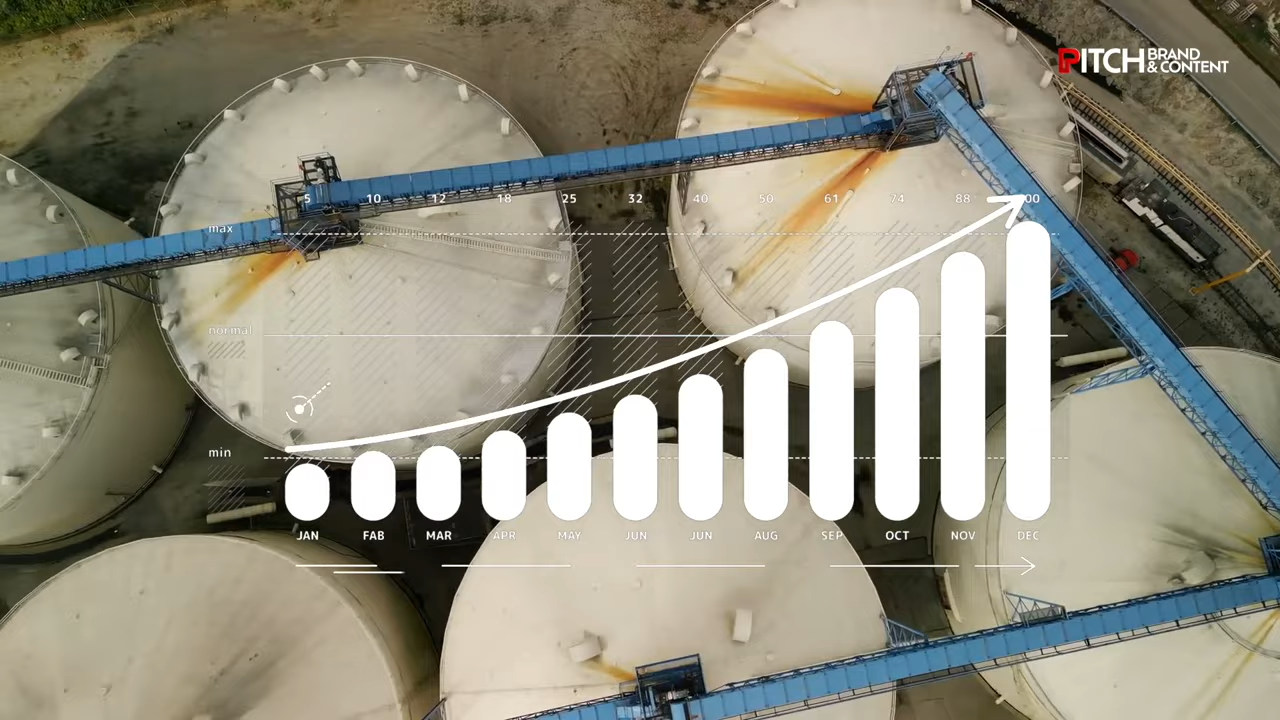 PITCH BRAND & CONTENT
5 10 12 18 25 32 40 50 61 74 88 00
max
normal
min
JAN FAB MAR APR MAY JUN JUN AUG SEP OCT NOV DEC